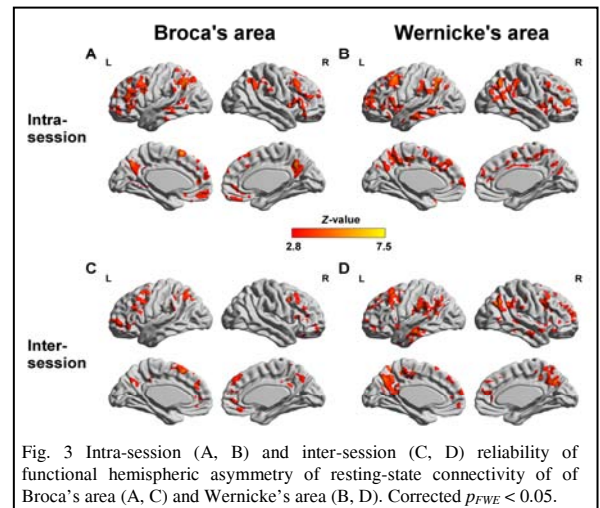 Broca's area
Wernicke's area
A
L
R
B
L
R
Intra-
session
Z-value
2.8
7.5
C
L
R
D
L
R
Inter-
session
Fig. 3 Intra-session (A, B) and inter-session (C, D) reliability of
functional hemispheric asymmetry of resting-state connectivity of of
Broca's area (A, C) and Wernicke's area (B, D). Corrected pFWE < 0.05.